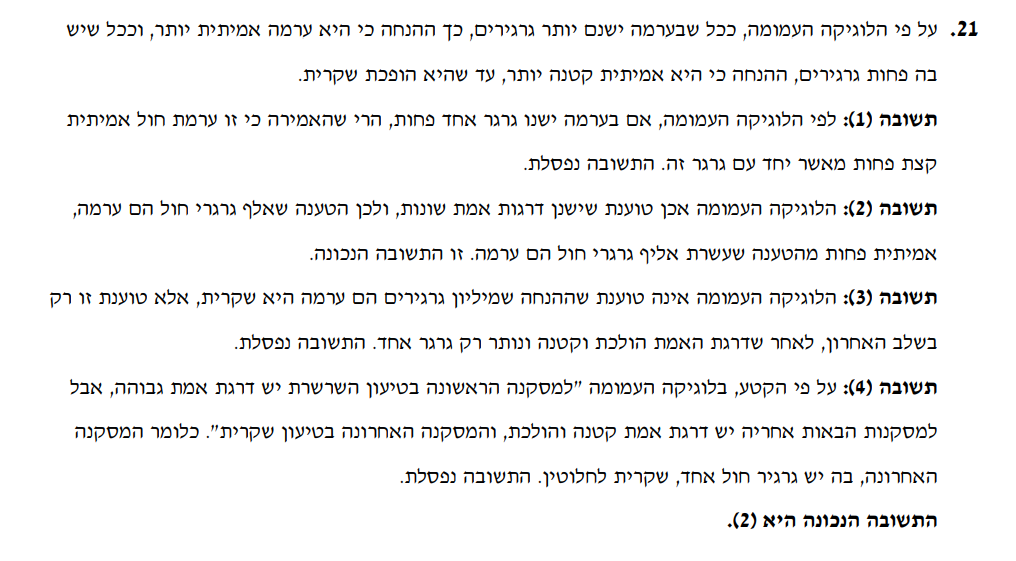 21. על פי הלוגיקה העמומה, ככל שבערמה ישנם יותר גרגירים, כך ההנחה כי היא ערמה אמיתית יותר, וככל שיש
בה פחות גרגירים, ההנחה כי היא אמיתית קטנה יותר, עד שהיא הופכת שקרית.
תשובה (1): לפי הלוגיקה העמומה, אם בערמה ישנו גרגר אחד פחות, הרי שהאמירה כי זו ערמת חול אמיתית
קצת פחות מאשר יחד עם גרגר זה. התשובה נפסלת.
תשובה (2): הלוגיקה העמומה אכן טוענת שישנן דרגות אמת שונות, ולכן הטענה שאלף גרגרי חול הם ערמה,
אמיתית פחות מהטענה שעשרת אליף גרגרי חול הם ערמה. זו התשובה הנכונה.
תשובה (3): הלוגיקה העמומה אינה טוענת שההנחה שמיליון גרגירים הם ערמה היא שקרית, אלא טוענת זו רק
בשלב האחרון, לאחר שדרגת האמת הולכת וקטנה ונותר רק גרגר אחד. התשובה נפסלת.
תשובה (4): על פי הקטע, בלוגיקה העמומה "למסקנה הראשונה בטיעון השרשרת יש דרגת אמת גבוהה, אבל
למסקנות הבאות אחריה יש דרגת אמת קטנה והולכת, והמסקנה האחרונה בטיעון שקרית". כלומר המסקנה
האחרונה, בה יש גרגיר חול אחד, שקרית לחלוטין. התשובה נפסלת.
התשובה הנכונה היא (2).